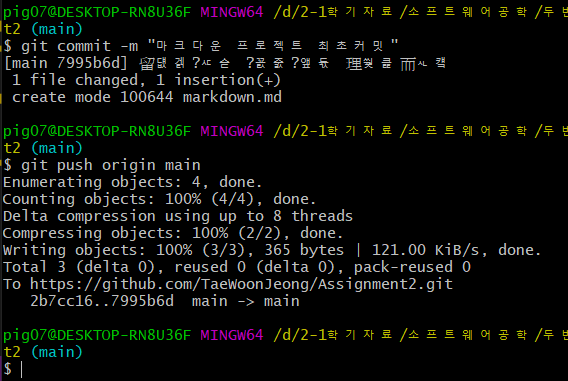 pig07@DESKTOP-RN8U36F MINGW64 /d/2-1학기자료/소프트웨어공학/두번
t2 (main)
$ git commit -m "마크다운 프로젝트 최초커밋"
[main 7995b6d]
 1 file changed, 1 insertion(+)
 create mode 100644 markdown.md

pig07@DESKTOP-RN8U36F MINGW64 /d/2-1학기자료/소프트웨어공학/두번
t2 (main)
$ git push origin main
Enumerating objects: 4, done.
Counting objects: 100% (4/4), done.
Delta compression using up to 8 threads
Compressing objects: 100% (2/2), done.
Writing objects: 100% (3/3), 365 bytes | 121.00 KiB/s, done.
Total 3 (delta 0), reused 0 (delta 0), pack-reused 0
To https://github.com/TaeWoonJeong/Assignment2.git
   2b7cc16..7995b6d  main -> main

pig07@DESKTOP-RN8U36F MINGW64 /d/2-1학기자료/소프트웨어공학/두번
t2 (main)
$